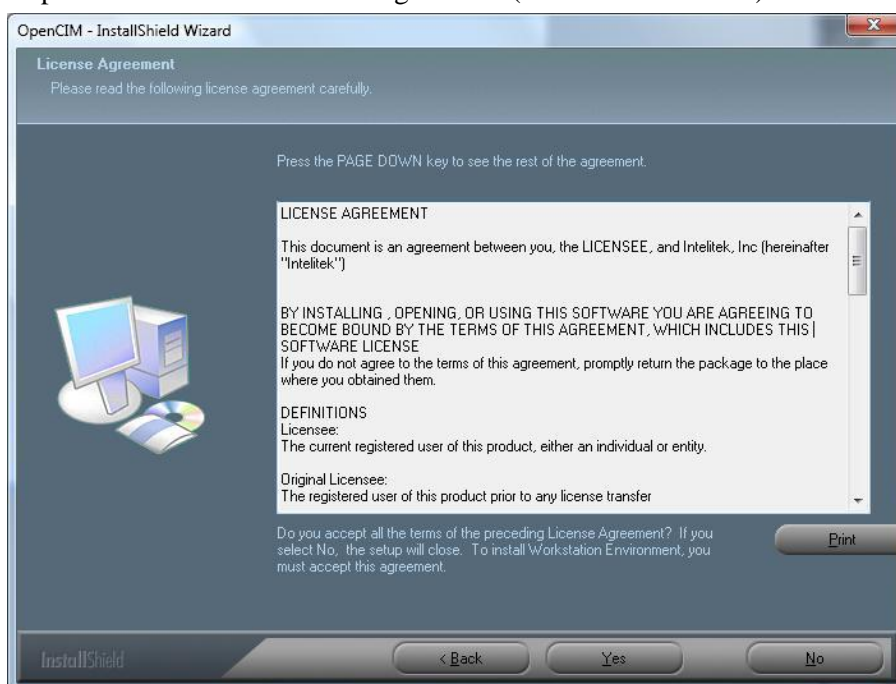 OpenCIM - InstallShield Wizard
License Agreement
Please read the following license agreement carefully.
Press the PAGE DOWN key to see the rest of the agreement.
LICENSE AGREEMENT
This document is an agreement between you, the LICENSEE, and Intelitek, Inc (hereinafter
"Intelitek")
BY INSTALLING , OPENING, OR USING THIS SOFTWARE YOU ARE AGREEING TO
BECOME BOUND BY THE TERMS OF THIS AGREEMENT, WHICH INCLUDES THIS|
SOFTWARE LICENSE
If you do not agree to the terms of this agreement, promptly return the package to the place
where you obtained them.
DEFINITIONS
Licensee:
The current registered user of this product, either an individual or entity.
Original Licensee:
The registered user of this product prior to any license transfer
Do you accept all the terms of the preceding License Agreement? If you
select No, the setup will close. To install Workstation Environment, you
must accept this agreement.
Print
InstallShield
< Back
Yes
No